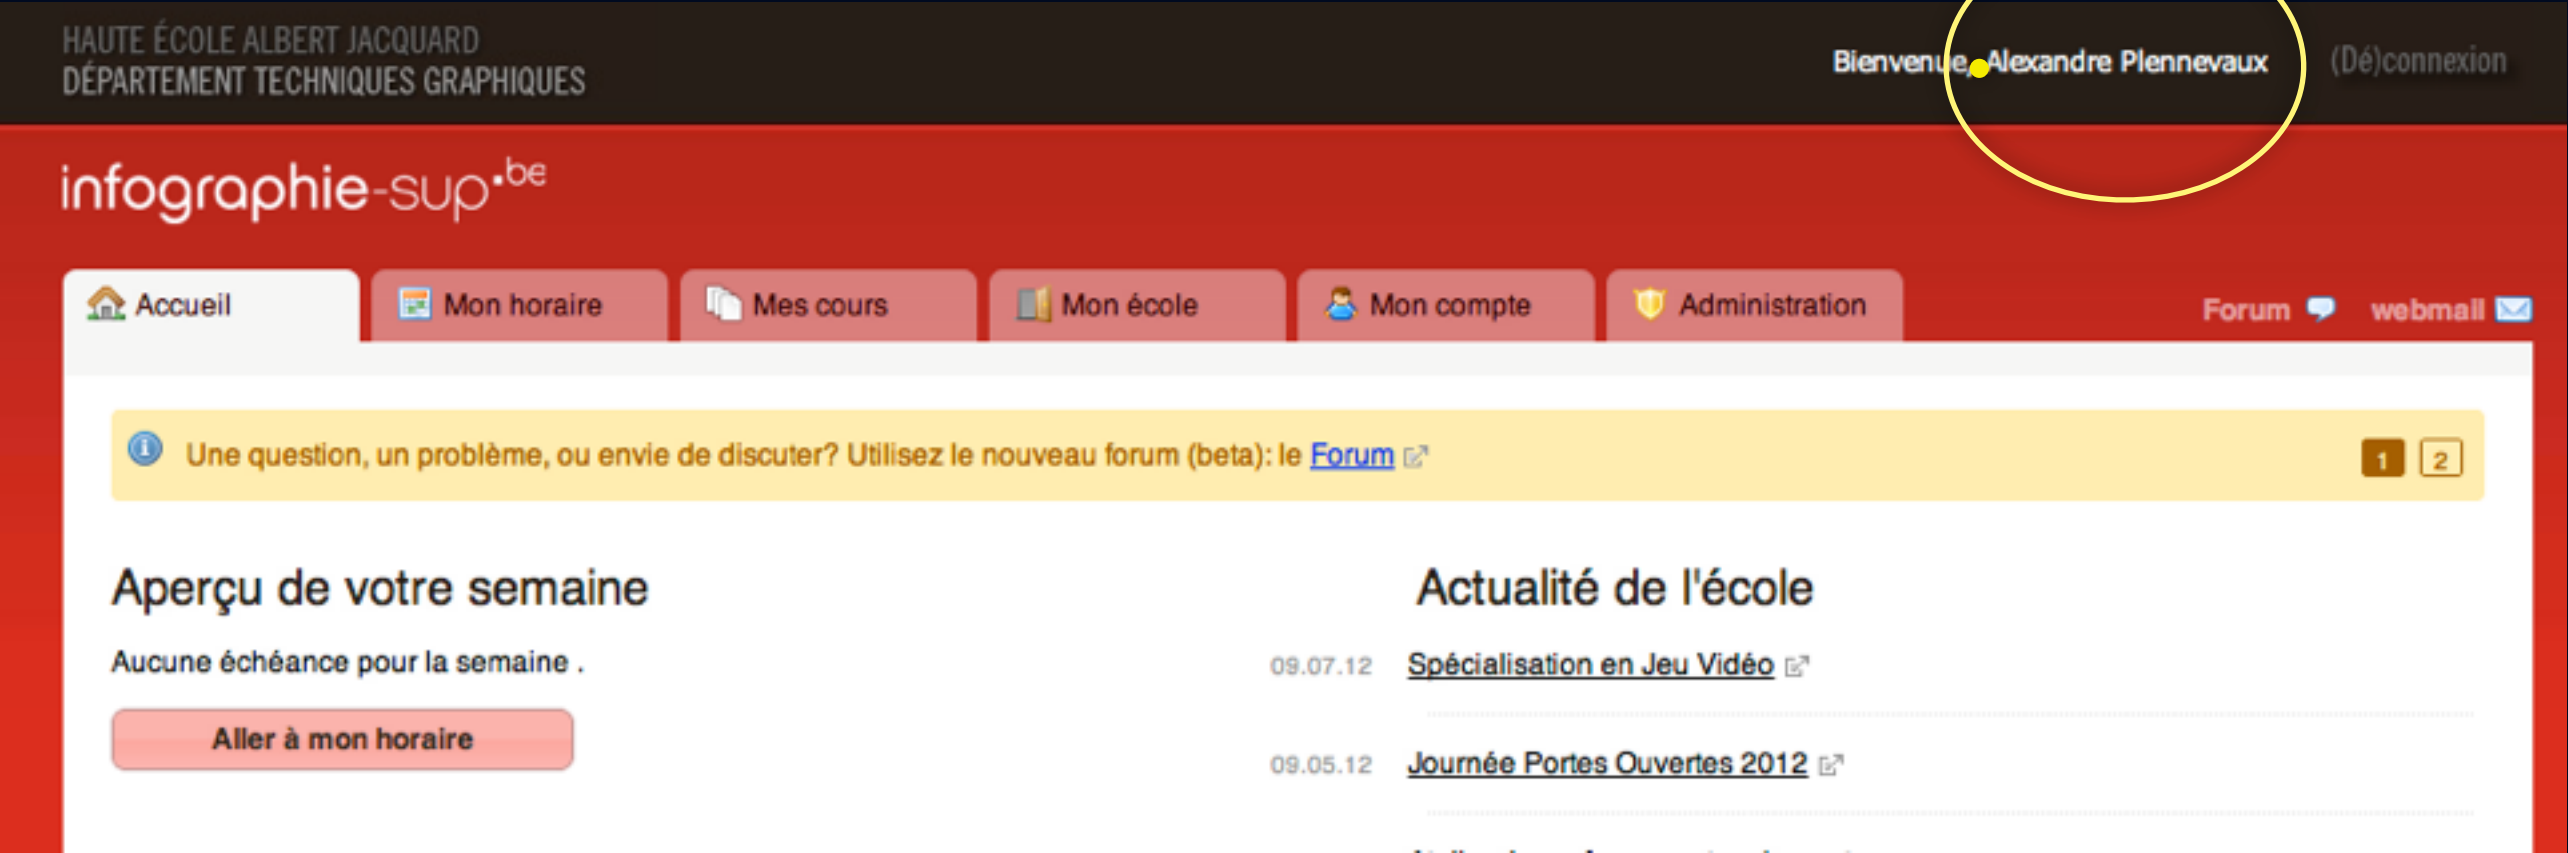 HAUTE ÉCOLE ALBERT JACQUARD
DÉPARTEMENT TECHNIQUES GRAPHIQUES
Bienvenue, Alexandre Plennevaux
(Dé)connexion
infographie-sup.be
Accueil
Mon horaire
Mes cours
Mon école
Mon compte
Administration
Forum
webmail
Une question, un problème, ou envie de discuter? Utilisez le nouveau forum (beta): le Forum
1 2
Aperçu de votre semaine
Aucune échéance pour la semaine .
Aller à mon horaire
Actualité de l'école
09.07.12 Spécialisation en Jeu Vidéo
09.05.12 Journée Portes Ouvertes 2012